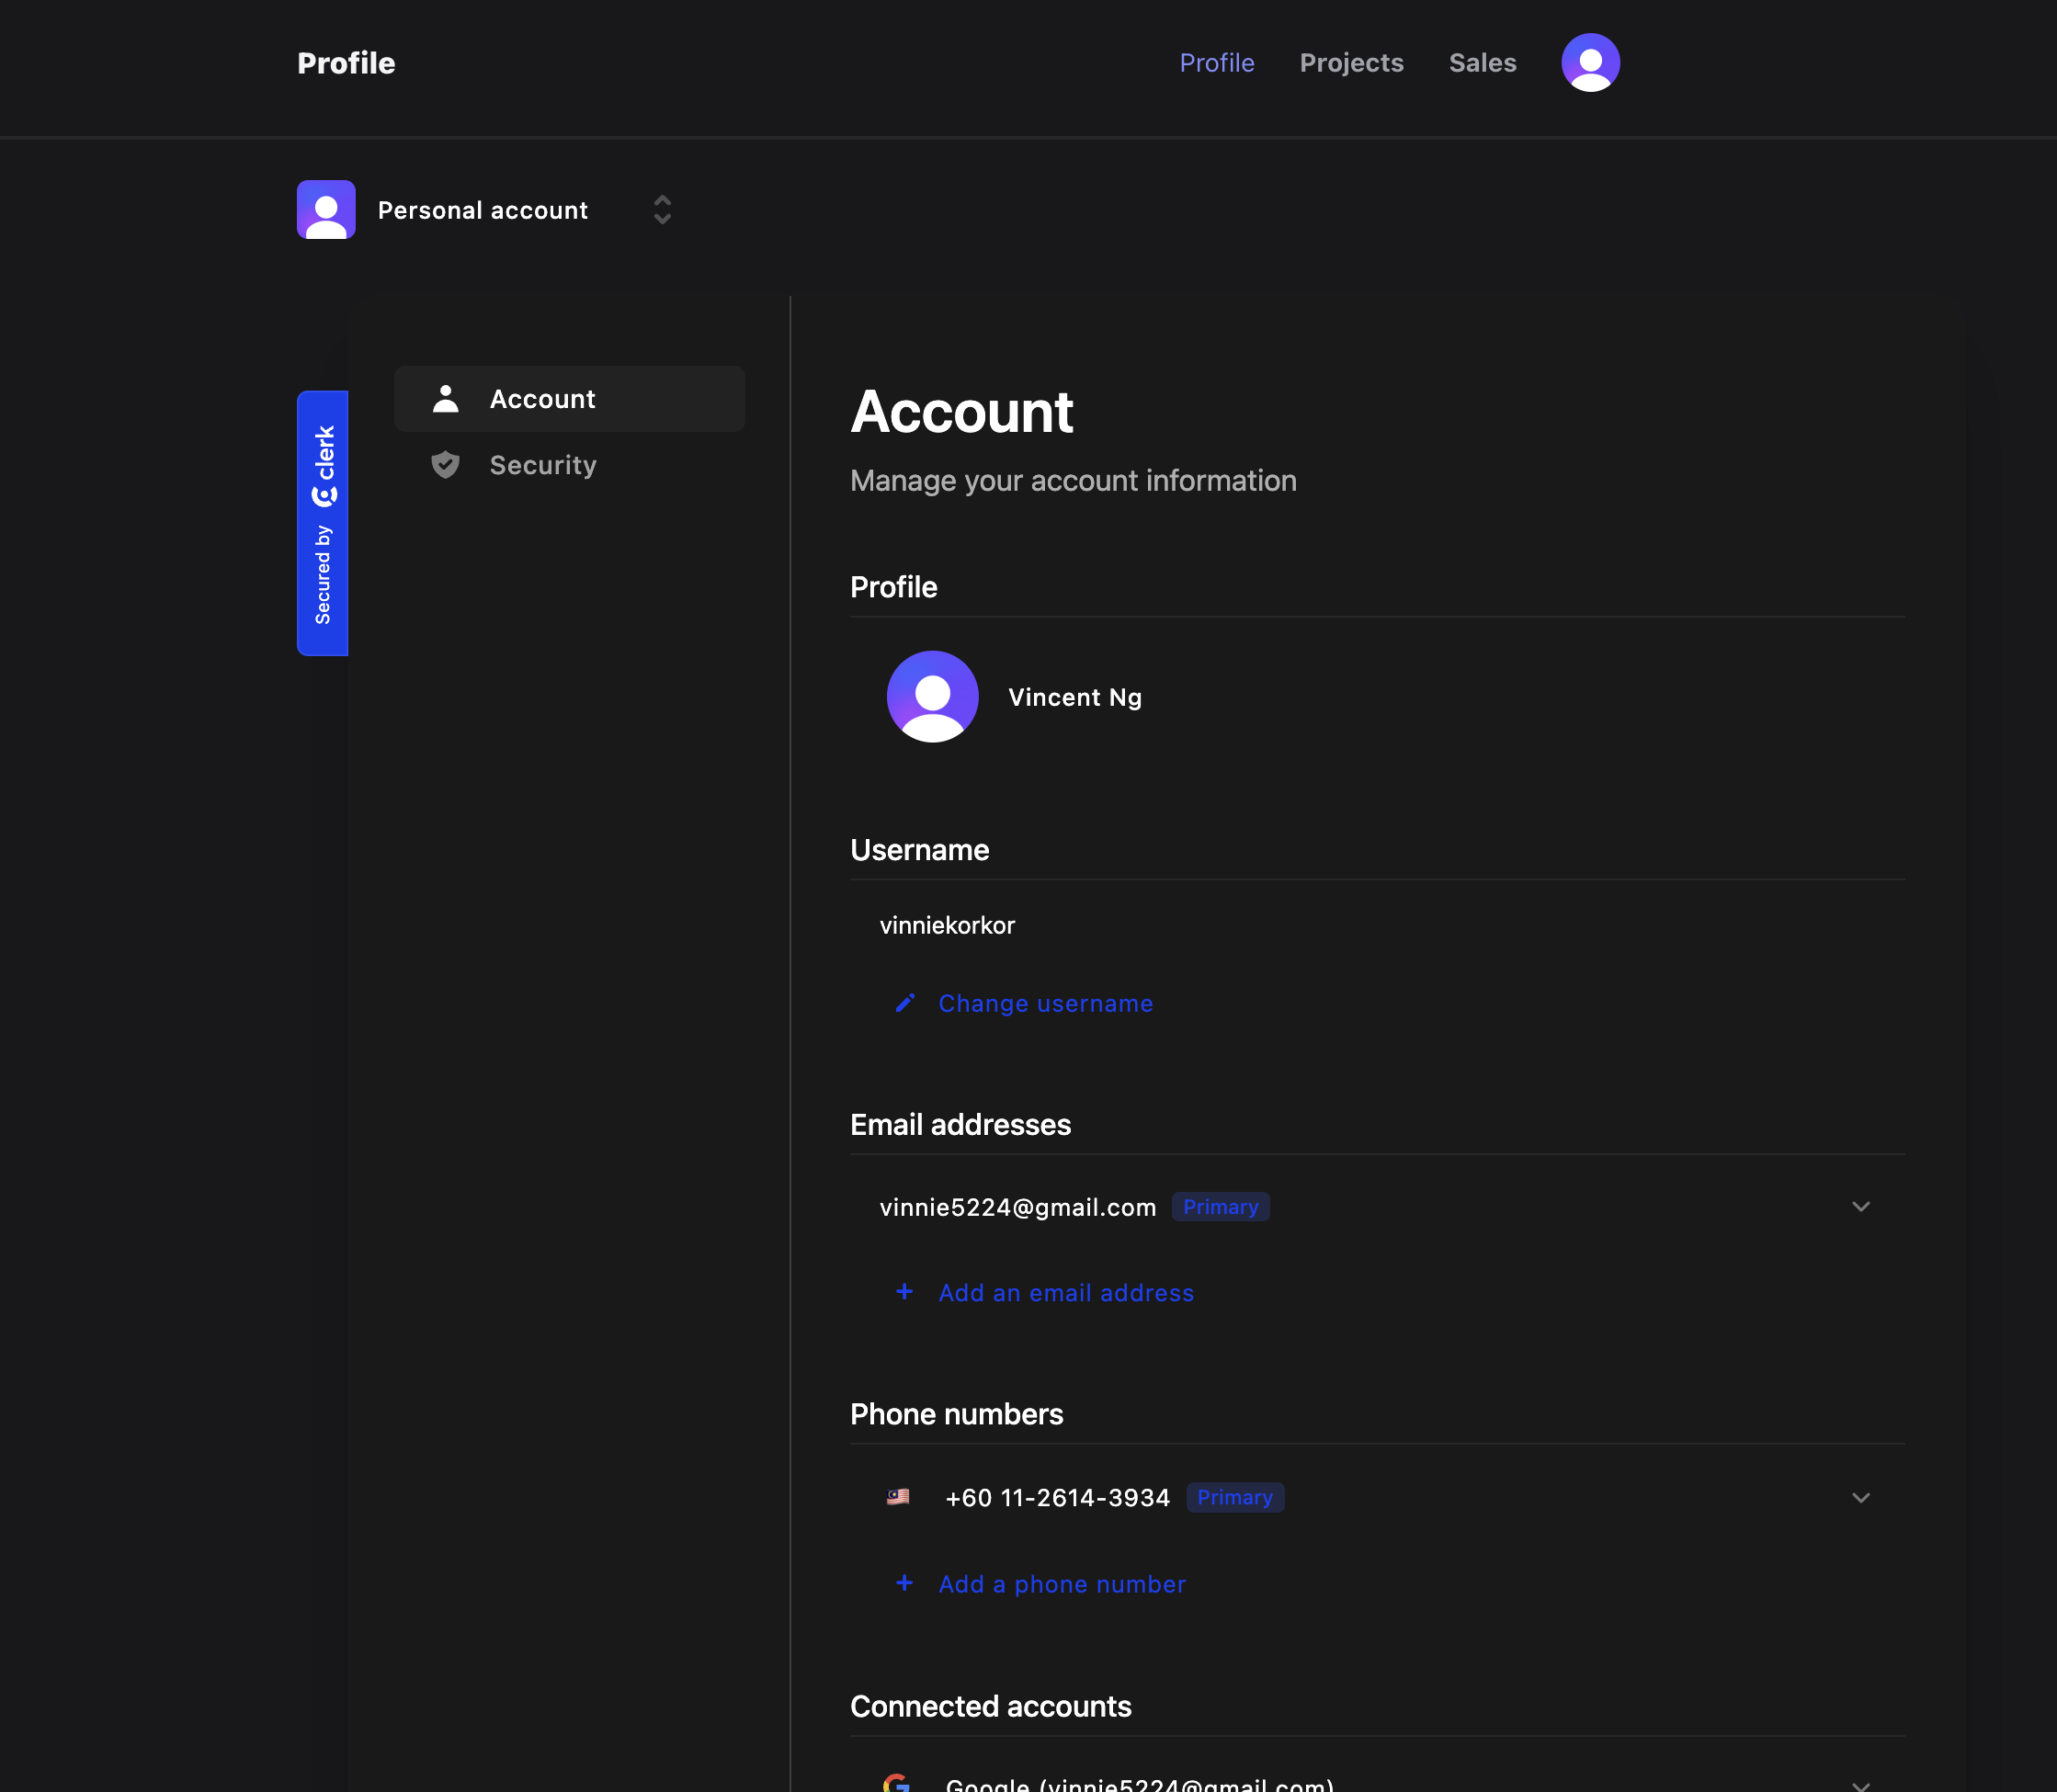 Profile
Profile Projects Sales
Personal account
Account
Security
Secured by clerk
Account
Manage your account information
Profile
Vincent Ng
Username
vinniekorkor
Change username
Email addresses
vinnie5224@gmail.com Primary
Add an email address
Phone numbers
+60 11-2614-3934 Primary
Add a phone number
Connected accounts
Google (vinnie5224@gmail.com)